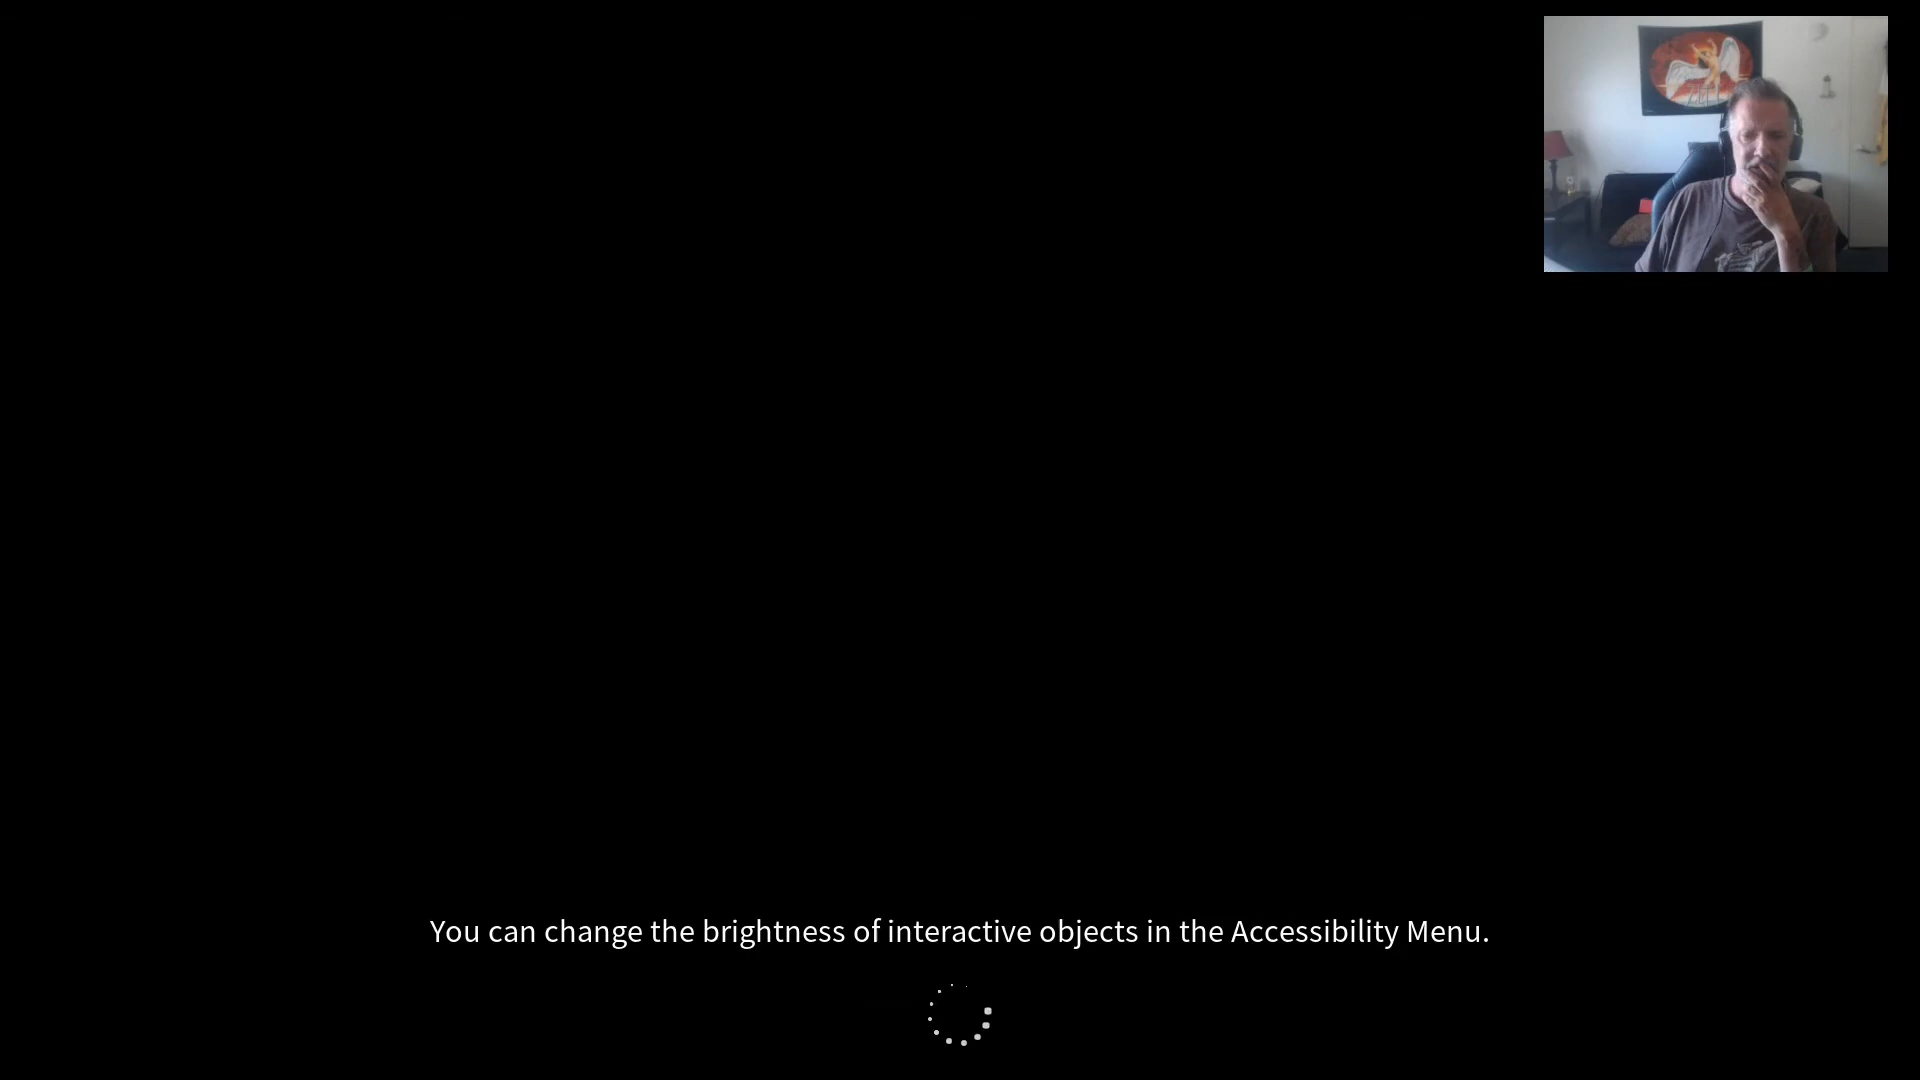 You can change the brightness of interactive objects in the Accessibility Menu.